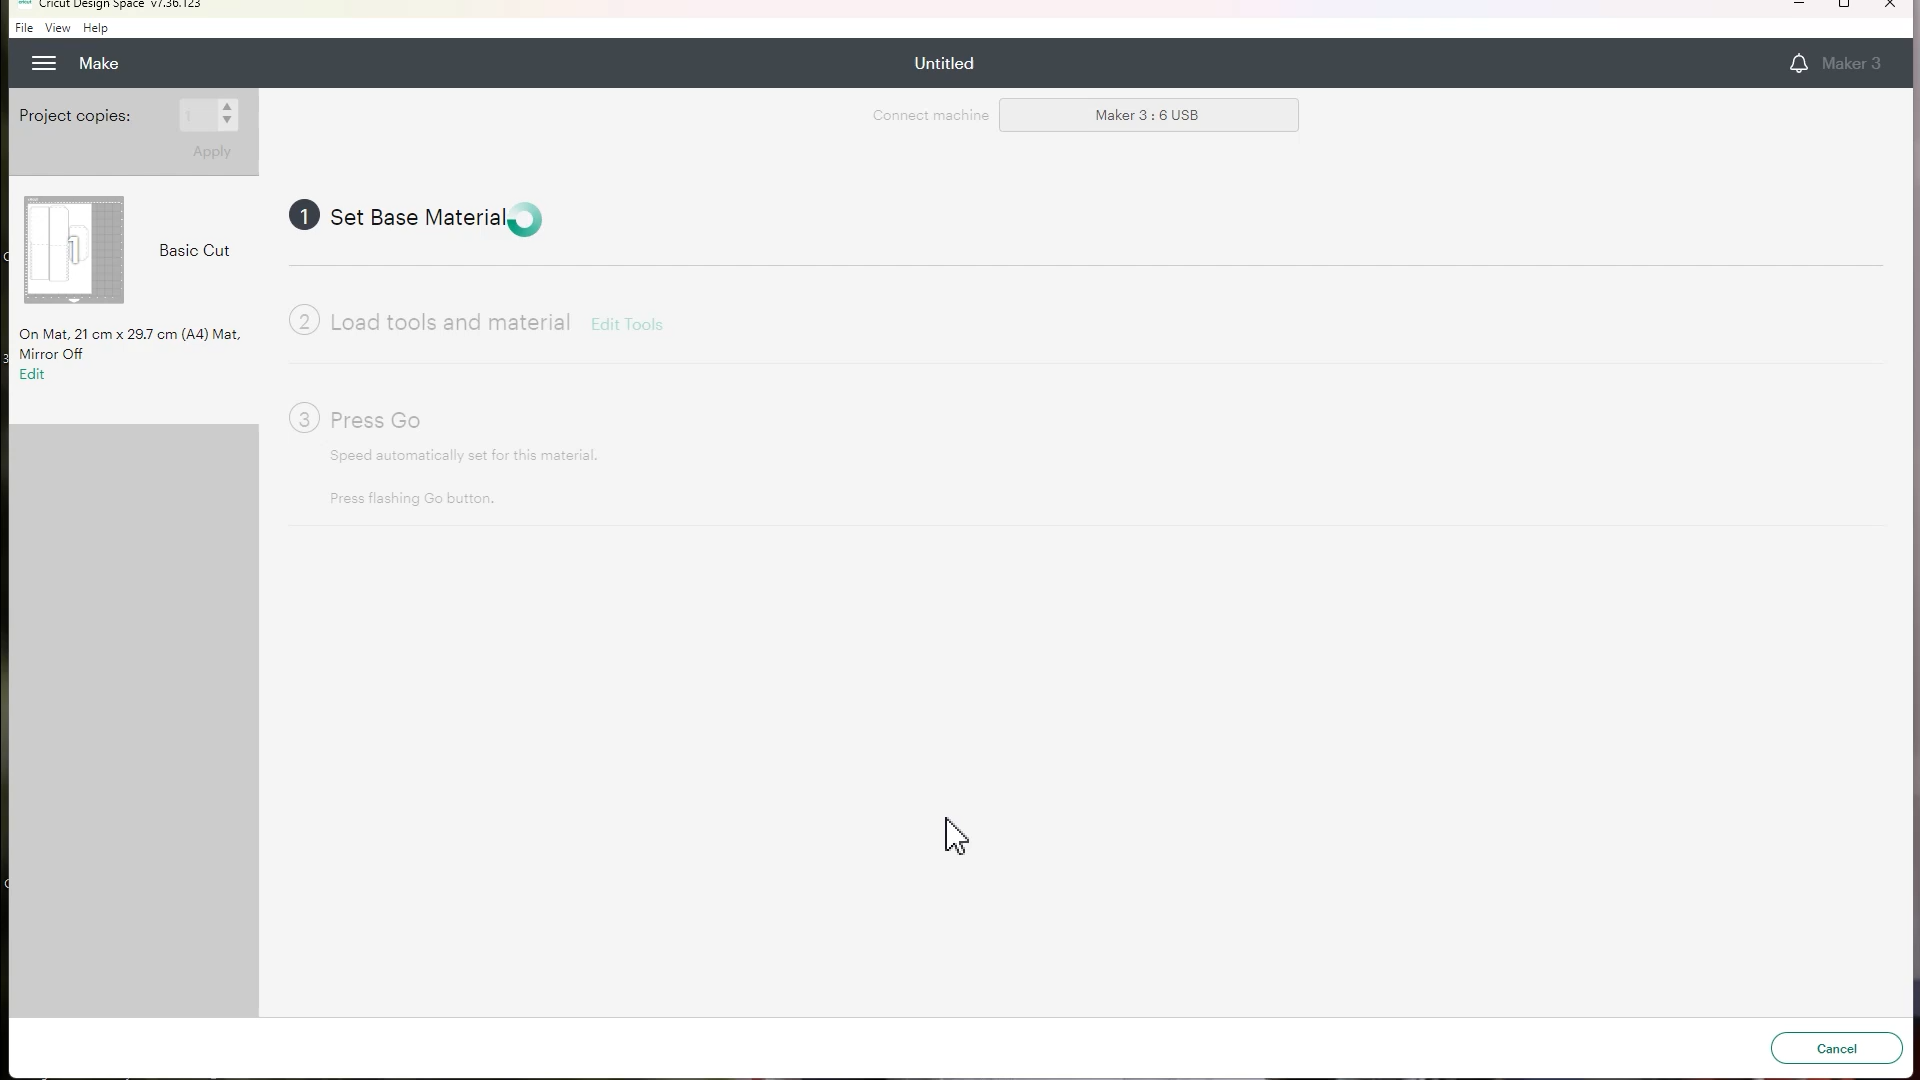 Cricut Design Space v7.36.123
File View Help
Make
Untitled
Maker 3
Project copies: 1
Apply
Connect machine
Maker 3 : 6 USB
1 Set Base Material
Basic Cut
On Mat, 21 cm x 29.7 cm (A4) Mat,
Mirror Off
Edit
2 Load tools and material Edit Tools
3 Press Go
Speed automatically set for this material.
Press flashing Go button.
Cancel